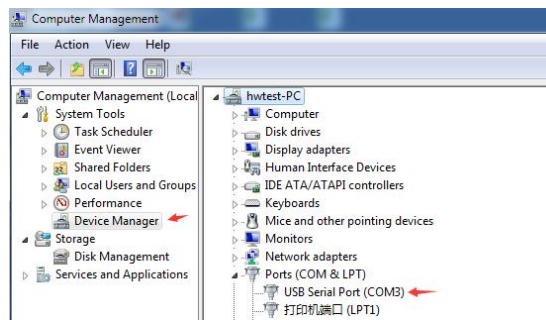 Computer Management
File Action View Help
Computer Management (Local
System Tools
Task Scheduler
Event Viewer
Shared Folders
Local Users and Groups
Performance
Device Manager
Storage
Disk Management
Services and Applications
hwtest-PC
Computer
Disk drives
Display adapters
Human Interface Devices
IDE ATA/ATAPI controllers
Keyboards
Mice and other pointing devices
Monitors
Network adapters
Ports (COM & LPT)
USB Serial Port (COM3)
打印机端口 (LPT1)